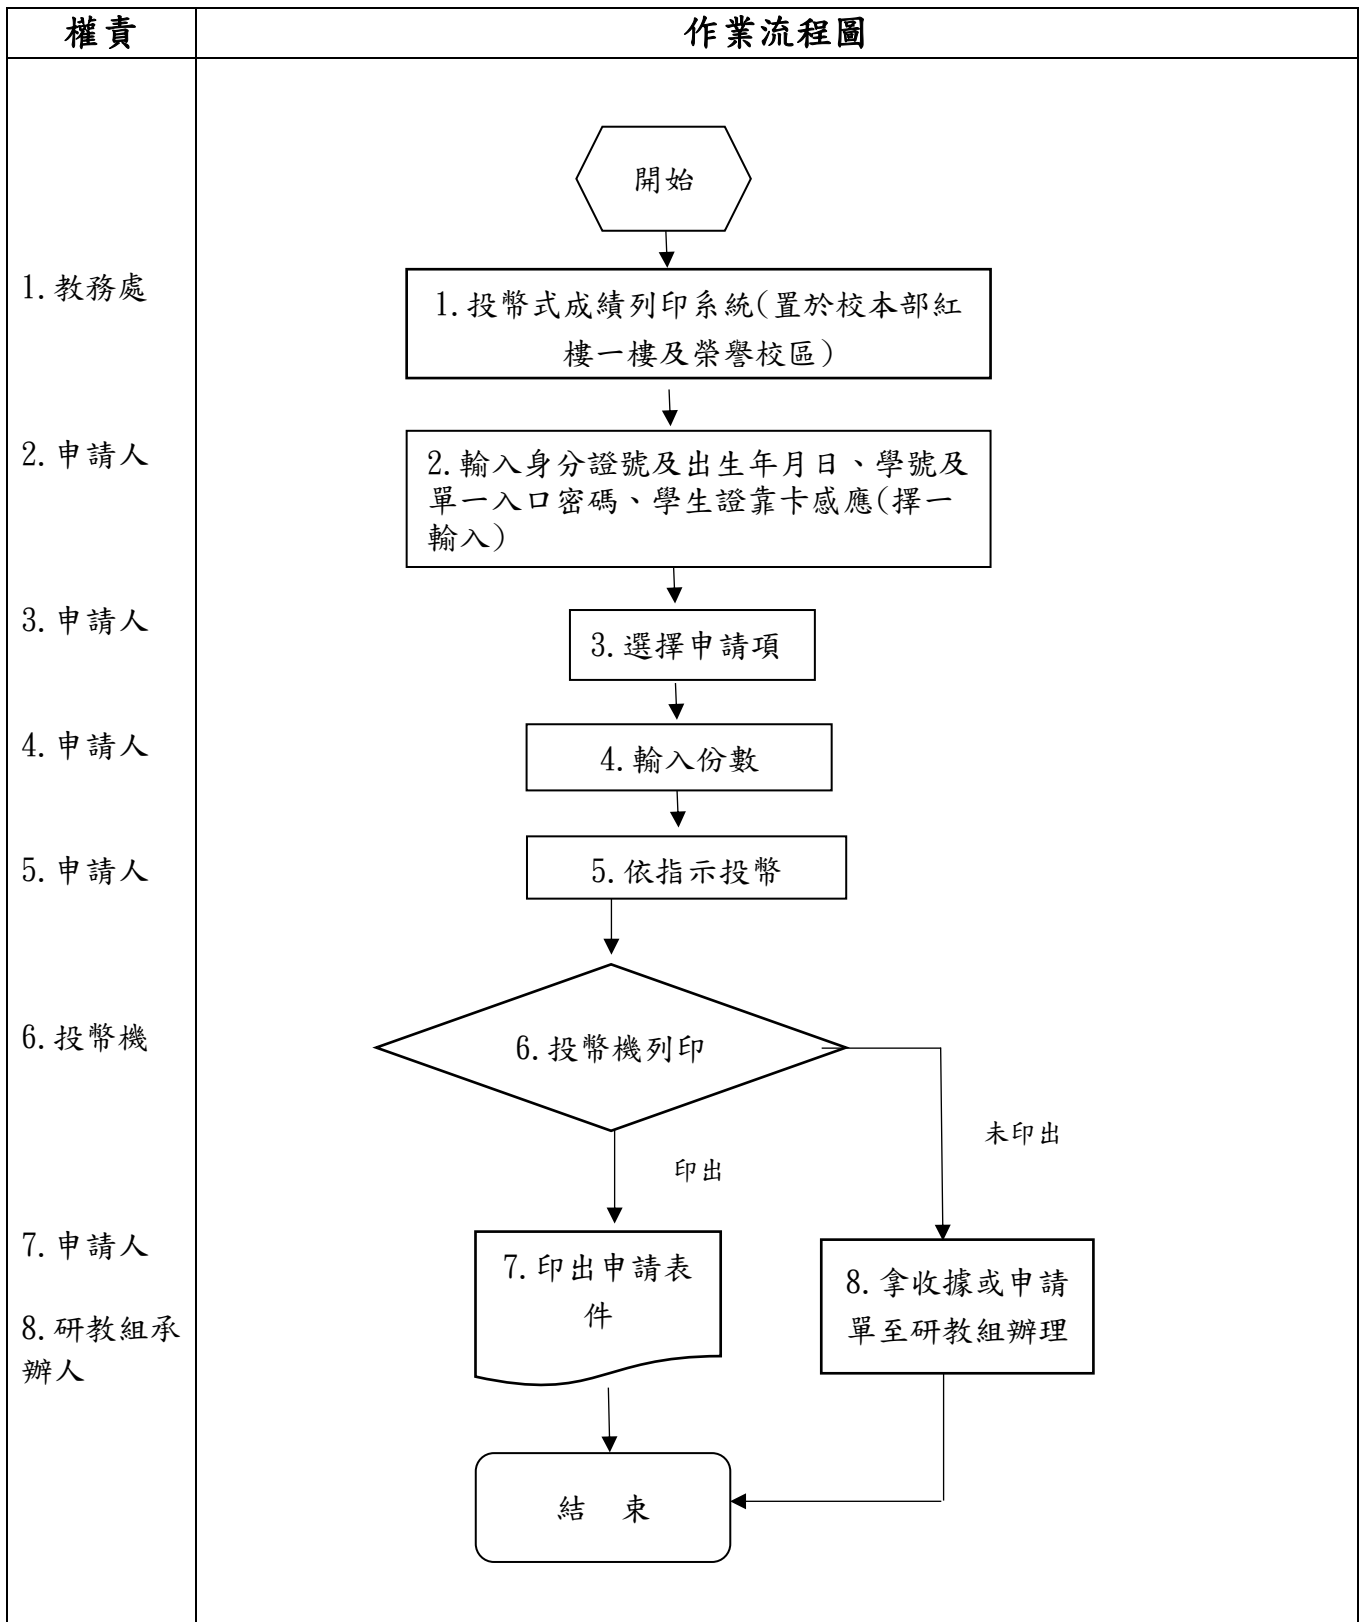 權責
作業流程圖
開始
1.教務處
1.投幣式成績列印系統(置於校本部紅
樓一樓及榮譽校區)
2.申請人
2.輸入身分證號及出生年月日、學號及
單一入口密碼、學生證靠卡感應(擇一
輸入)
3.申請人
3.選擇申請項
4.申請人
4.輸入份數
5.申請人
5.依指示投幣
6.投幣機
6.投幣機列印
未印出
印出
7.申請人
7.印出申請表
件
8.研教組承
辦人
8.拿收據或申請
單至研教組辦理
結 束